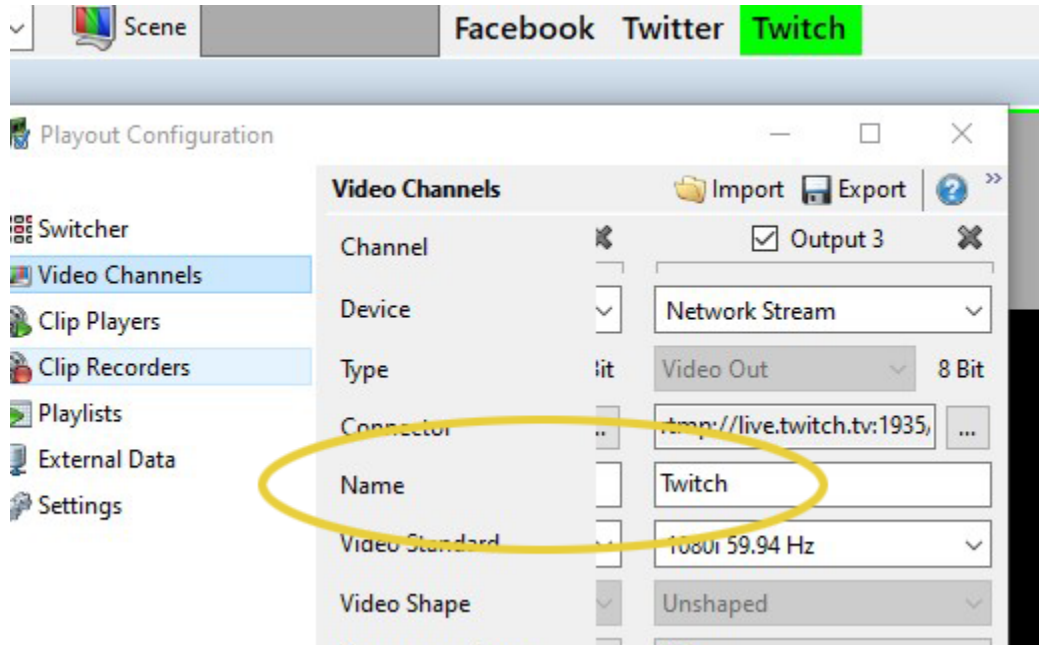 Scene Facebook Twitter Twitch
Playout Configuration
Video Channels Import Export
Switcher
Video Channels
Clip Players
Clip Recorders
Playlists
External Data
Settings
Channel Output 3
Device Network Stream
Type Video Out 8 Bit
Connector ... rtmp://live.twitch.tv:1935/ ...
Name Twitch
Video Standard 1080i 59.94 Hz
Video Shape Unshaped